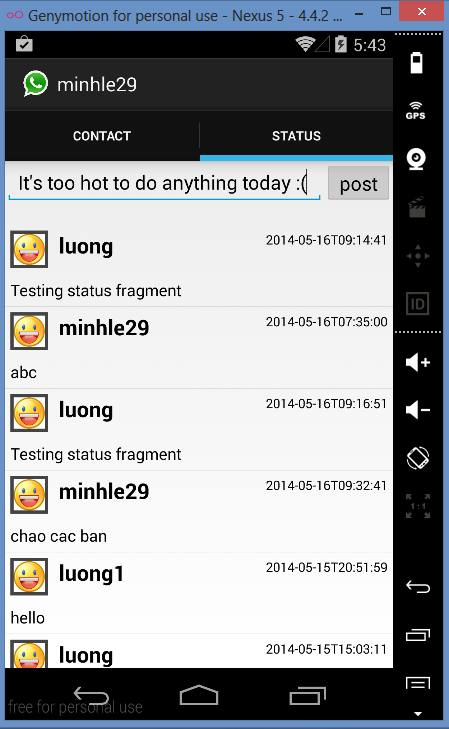 Genymotion for personal use - Nexus 5 - 4.4.2 ...
5:43
minhle29
CONTACT
STATUS
It's too hot to do anything today :(
post
luong
2014-05-16T09:14:41
Testing status fragment
minhle29
2014-05-16T07:35:00
abc
luong
2014-05-16T09:16:51
Testing status fragment
minhle29
2014-05-16T09:32:41
chao cac ban
luong1
2014-05-15T20:51:59
hello
luong
2014-05-15T15:03:11
free for personal use
GPS
ID
1:1